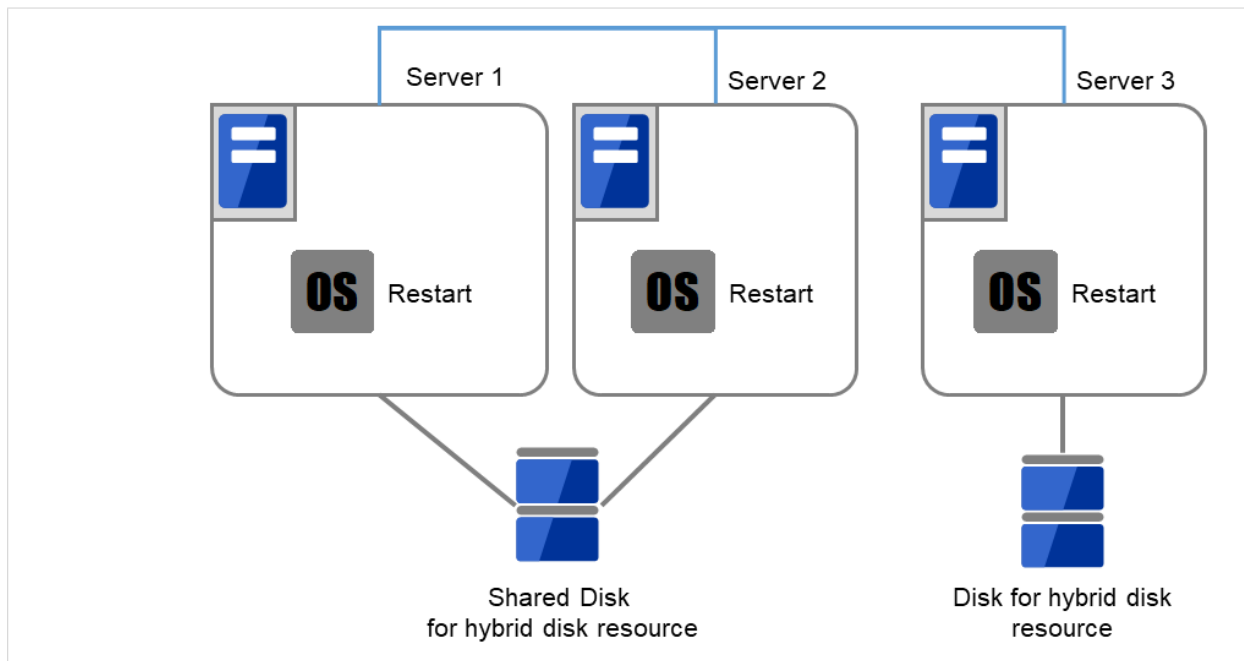 Server 1
Server 2
Server 3
OS Restart
OS Restart
OS Restart
Shared Disk
for hybrid disk resource
Disk for hybrid disk
resource